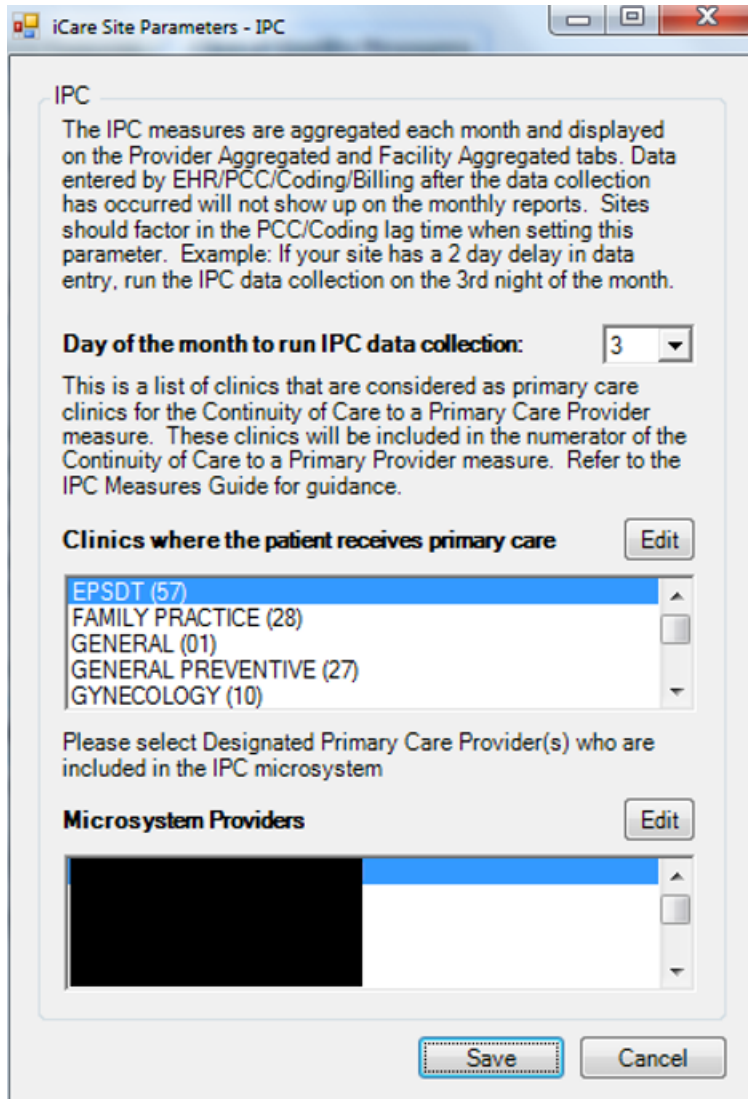 iCare Site Parameters - IPC
IPC
The IPC measures are aggregated each month and displayed
on the Provider Aggregated and Facility Aggregated tabs. Data
entered by EHR/PCC/Coding/Billing after the data collection
has occurred will not show up on the monthly reports.  Sites
should factor in the PCC/Coding lag time when setting this
parameter.  Example: If your site has a 2 day delay in data
entry, run the IPC data collection on the 3rd night of the month.
Day of the month to run IPC data collection: 3
This is a list of clinics that are considered as primary care
clinics for the Continuity of Care to a Primary Care Provider
measure.  These clinics will be included in the numerator of the
Continuity of Care to a Primary Provider measure.  Refer to the
IPC Measures Guide for guidance.
Clinics where the patient receives primary care Edit
EPSDT (57)
FAMILY PRACTICE (28)
GENERAL (01)
GENERAL PREVENTIVE (27)
GYNECOLOGY (10)
Please select Designated Primary Care Provider(s) who are
included in the IPC microsystem
Microsystem Providers Edit
Save Cancel